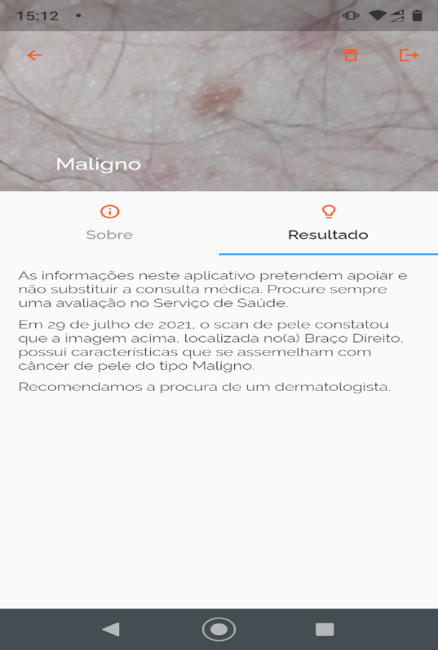 15:12
Maligno
Sobre
Resultado
As informações neste aplicativo pretendem apoiar e
não substituir a consulta médica. Procure sempre
uma avaliação no Serviço de Saúde.
Em 29 de julho de 2021, o scan de pele constatou
que a imagem acima, localizada no(a) Braço Direito,
possui características que se assemelham com
câncer de pele do tipo Maligno.
Recomendamos a procura de um dermatologista.